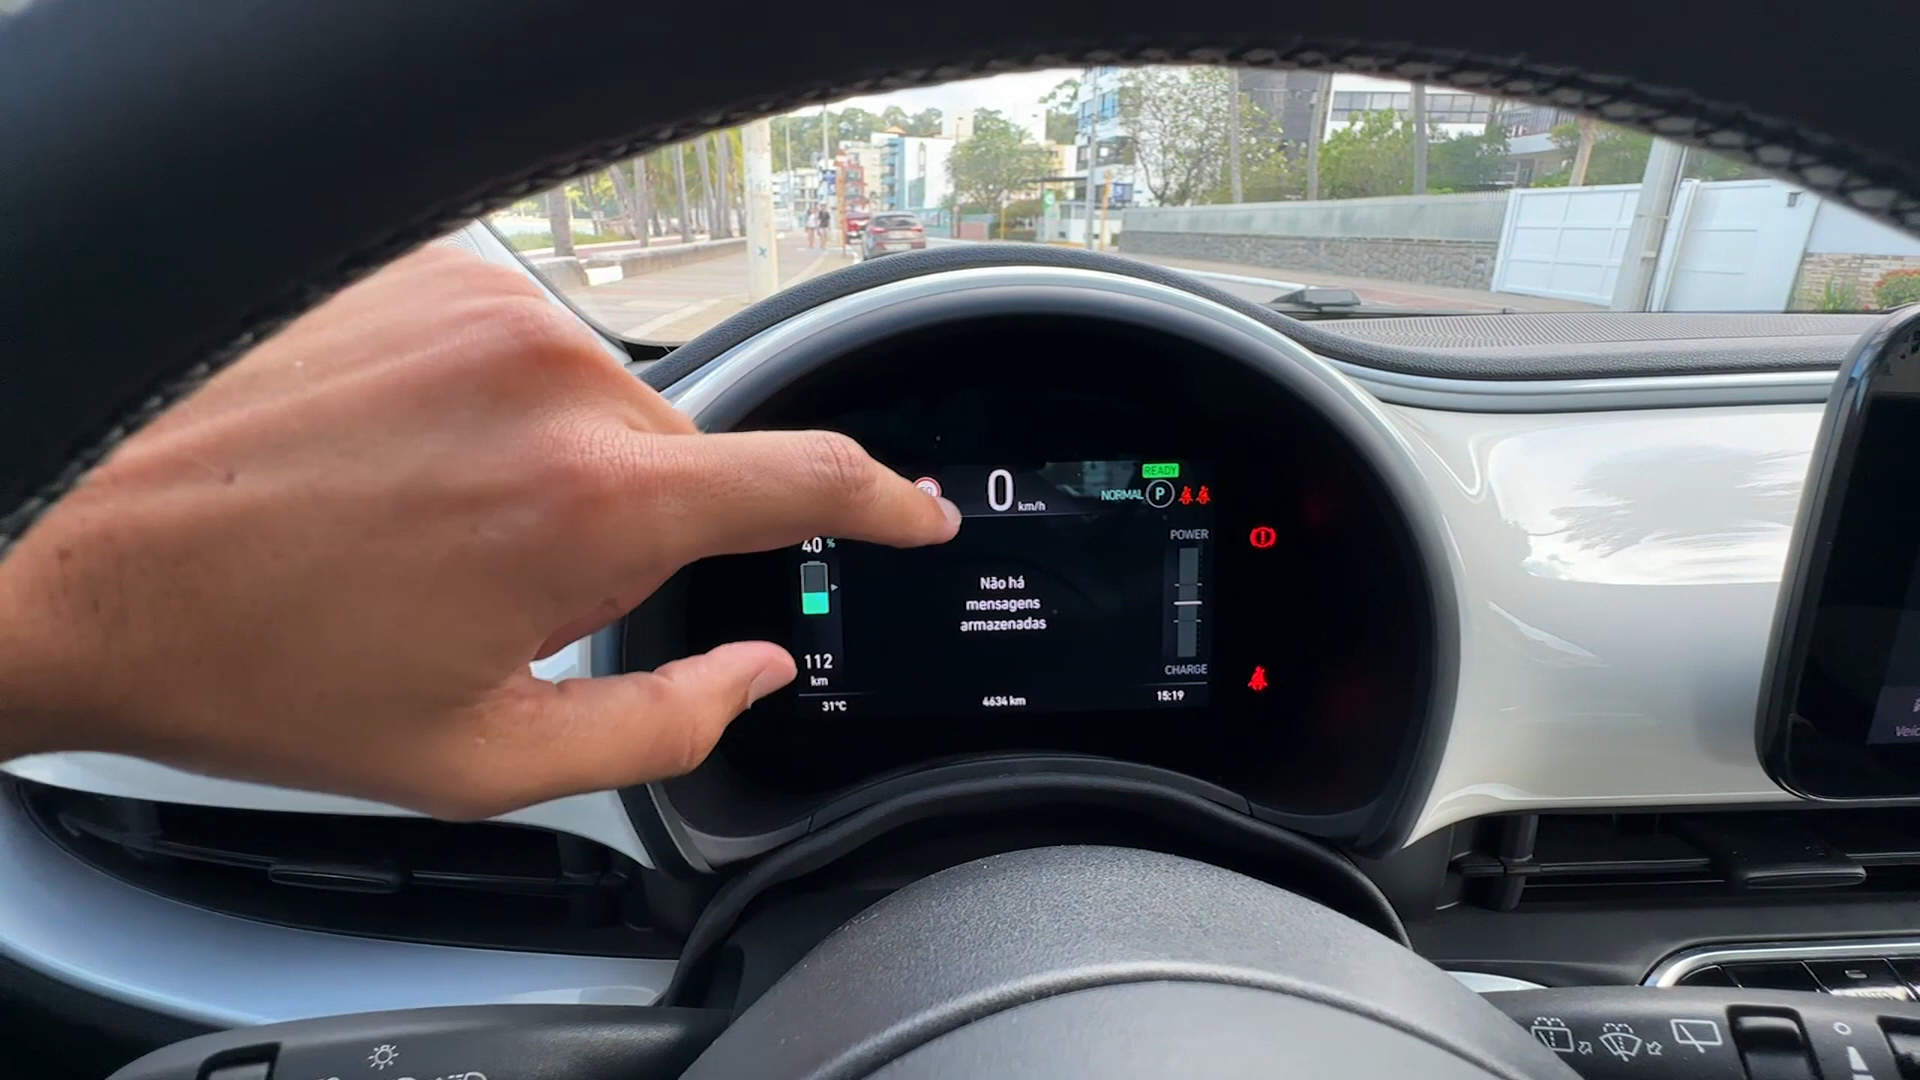 READY
0 km/h
NORMAL P
40 %
POWER
Não há
mensagens
armazenadas
112
km
CHARGE
31°C
4634 km
15:19